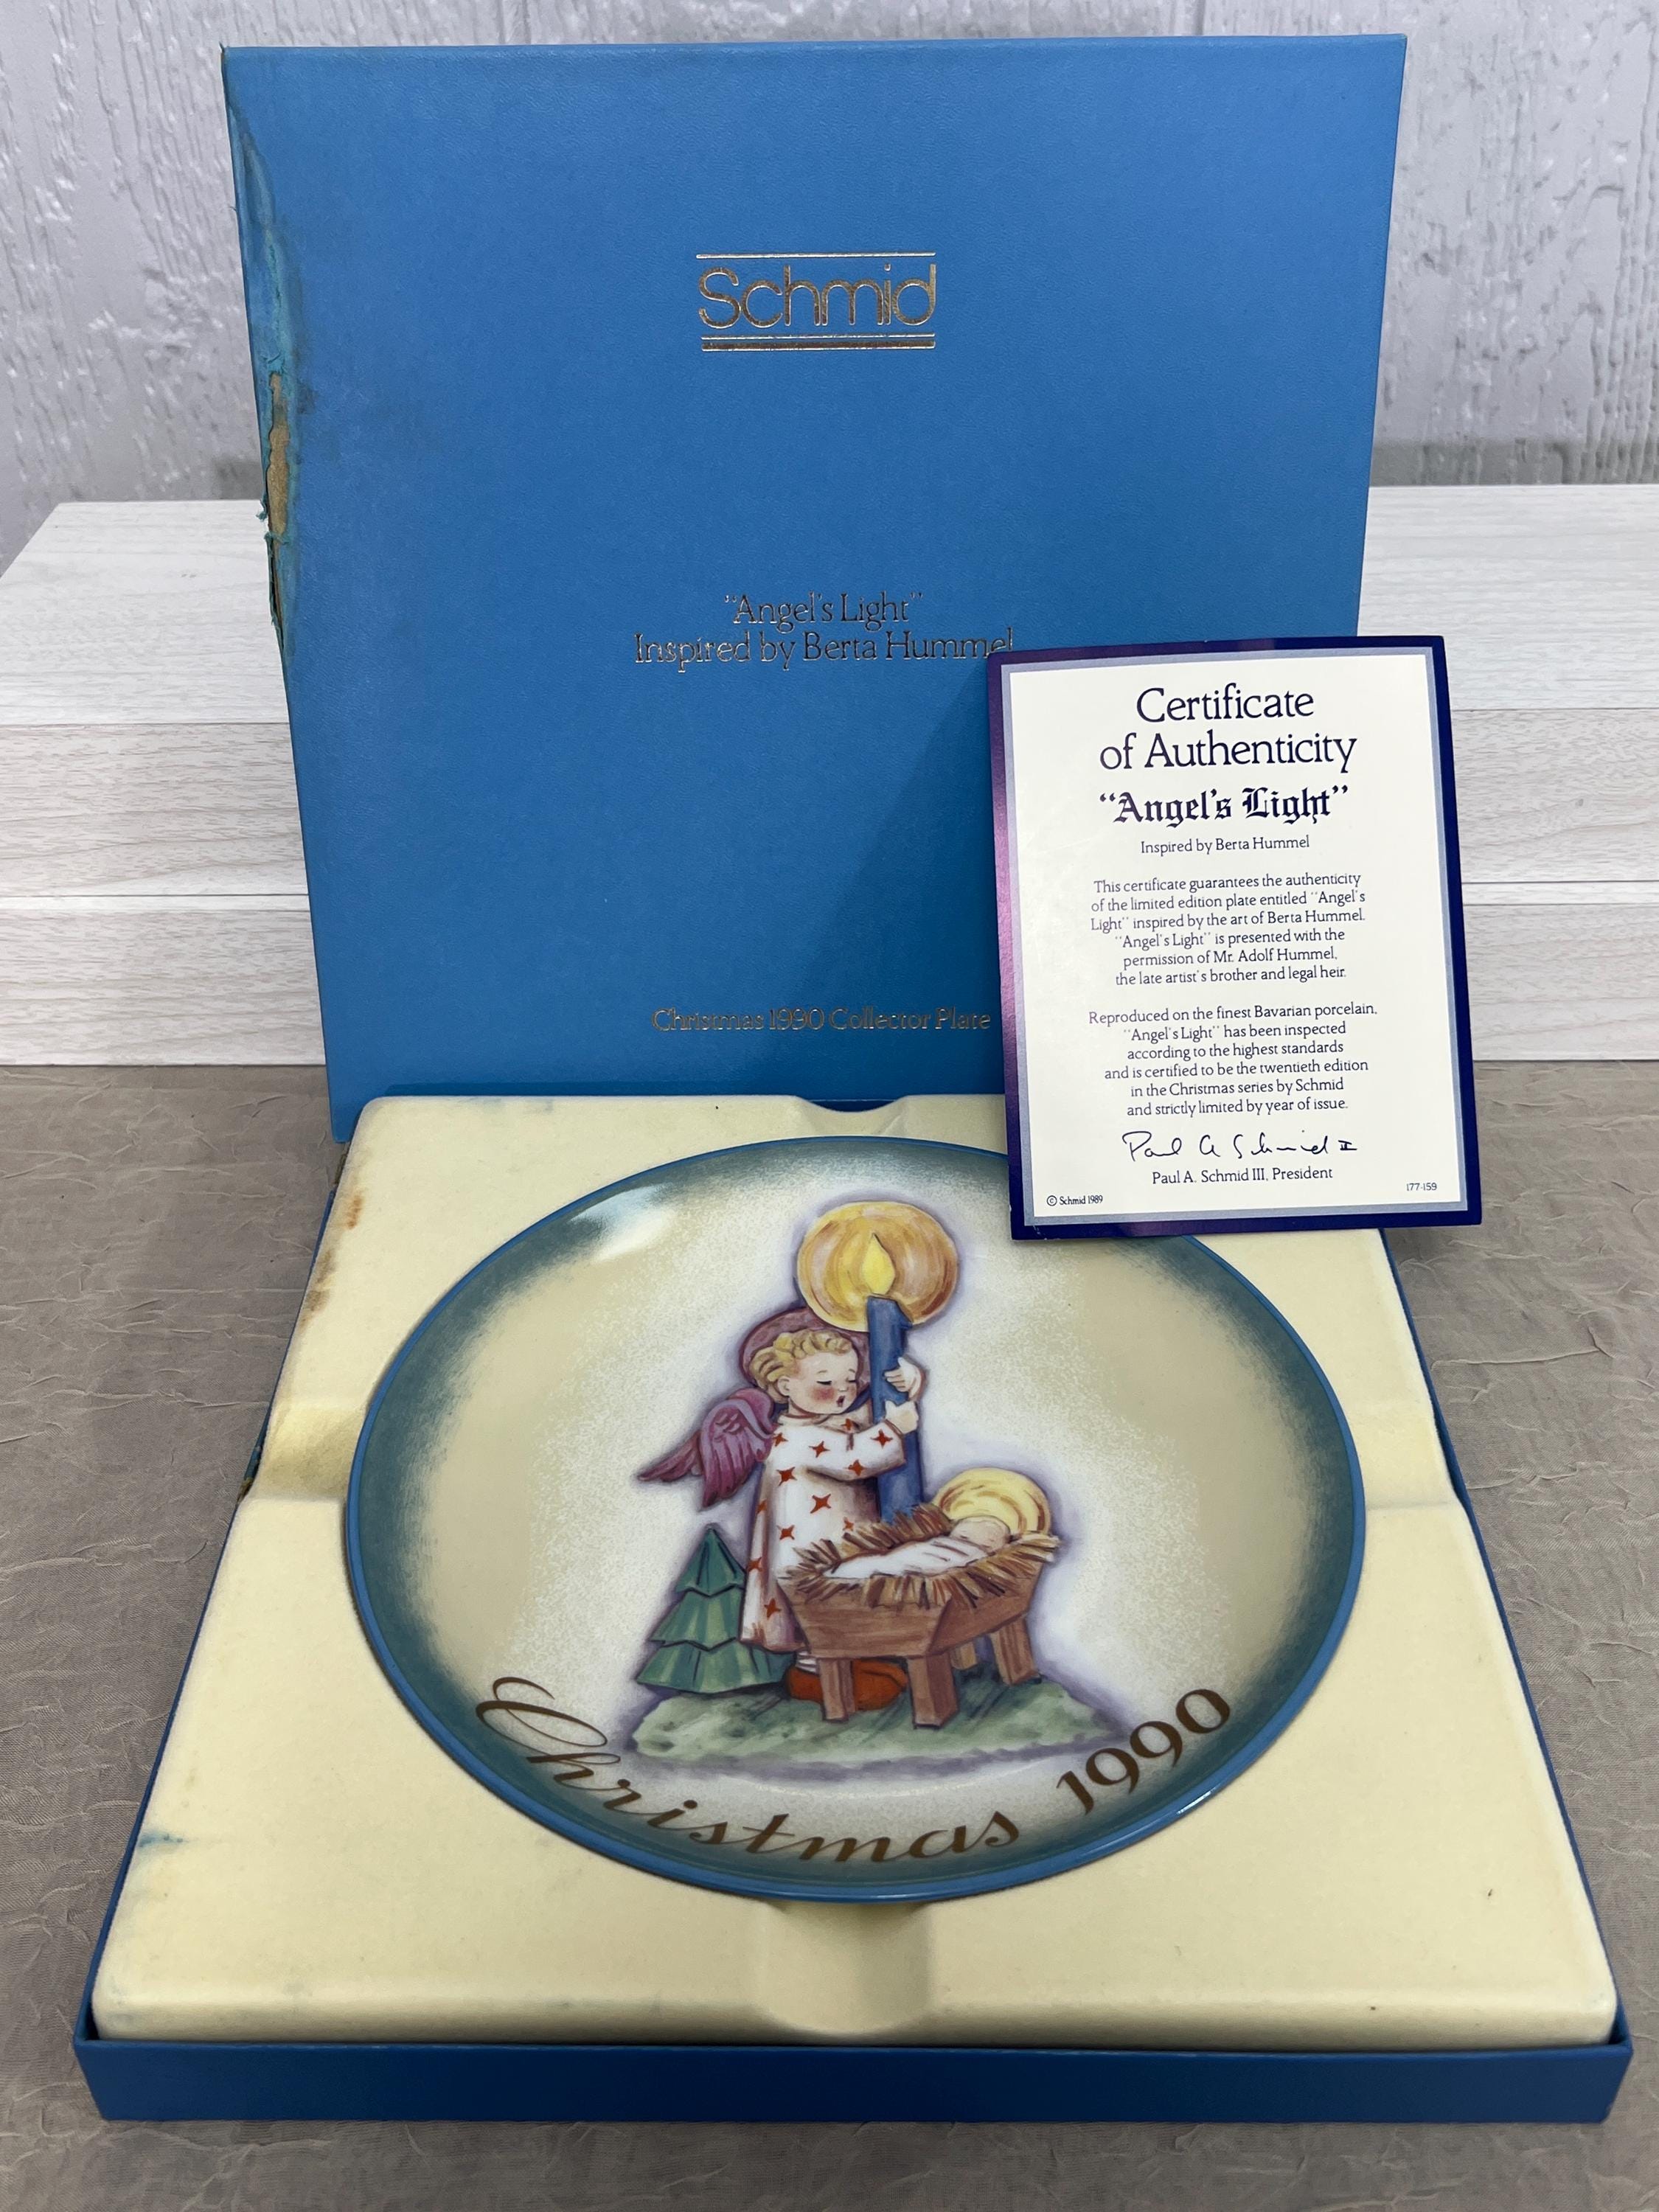 Schmid
"Angel's Light"
Inspired by Berta Hummel
Christmas 1990 Collector Plate
Certificate
of Authenticity
"Angel's Light"
Inspired by Berta Hummel
This certificate guarantees the authenticity
of the limited edition plate entitled "Angel's
Light" inspired by the art of Berta Hummel.
"Angel's Light" is presented with the
permission of Mr. Adolf Hummel,
the late artist's brother and legal heir.
Reproduced on the finest Bavarian porcelain,
"Angel's Light" has been inspected
according to the highest standards
and is certified to be the twentieth edition
in the Christmas series by Schmid
and strictly limited by year of issue.
Paul A Schmid III
Paul A. Schmid III, President
© Schmid 1989
177-159
Christmas 1990